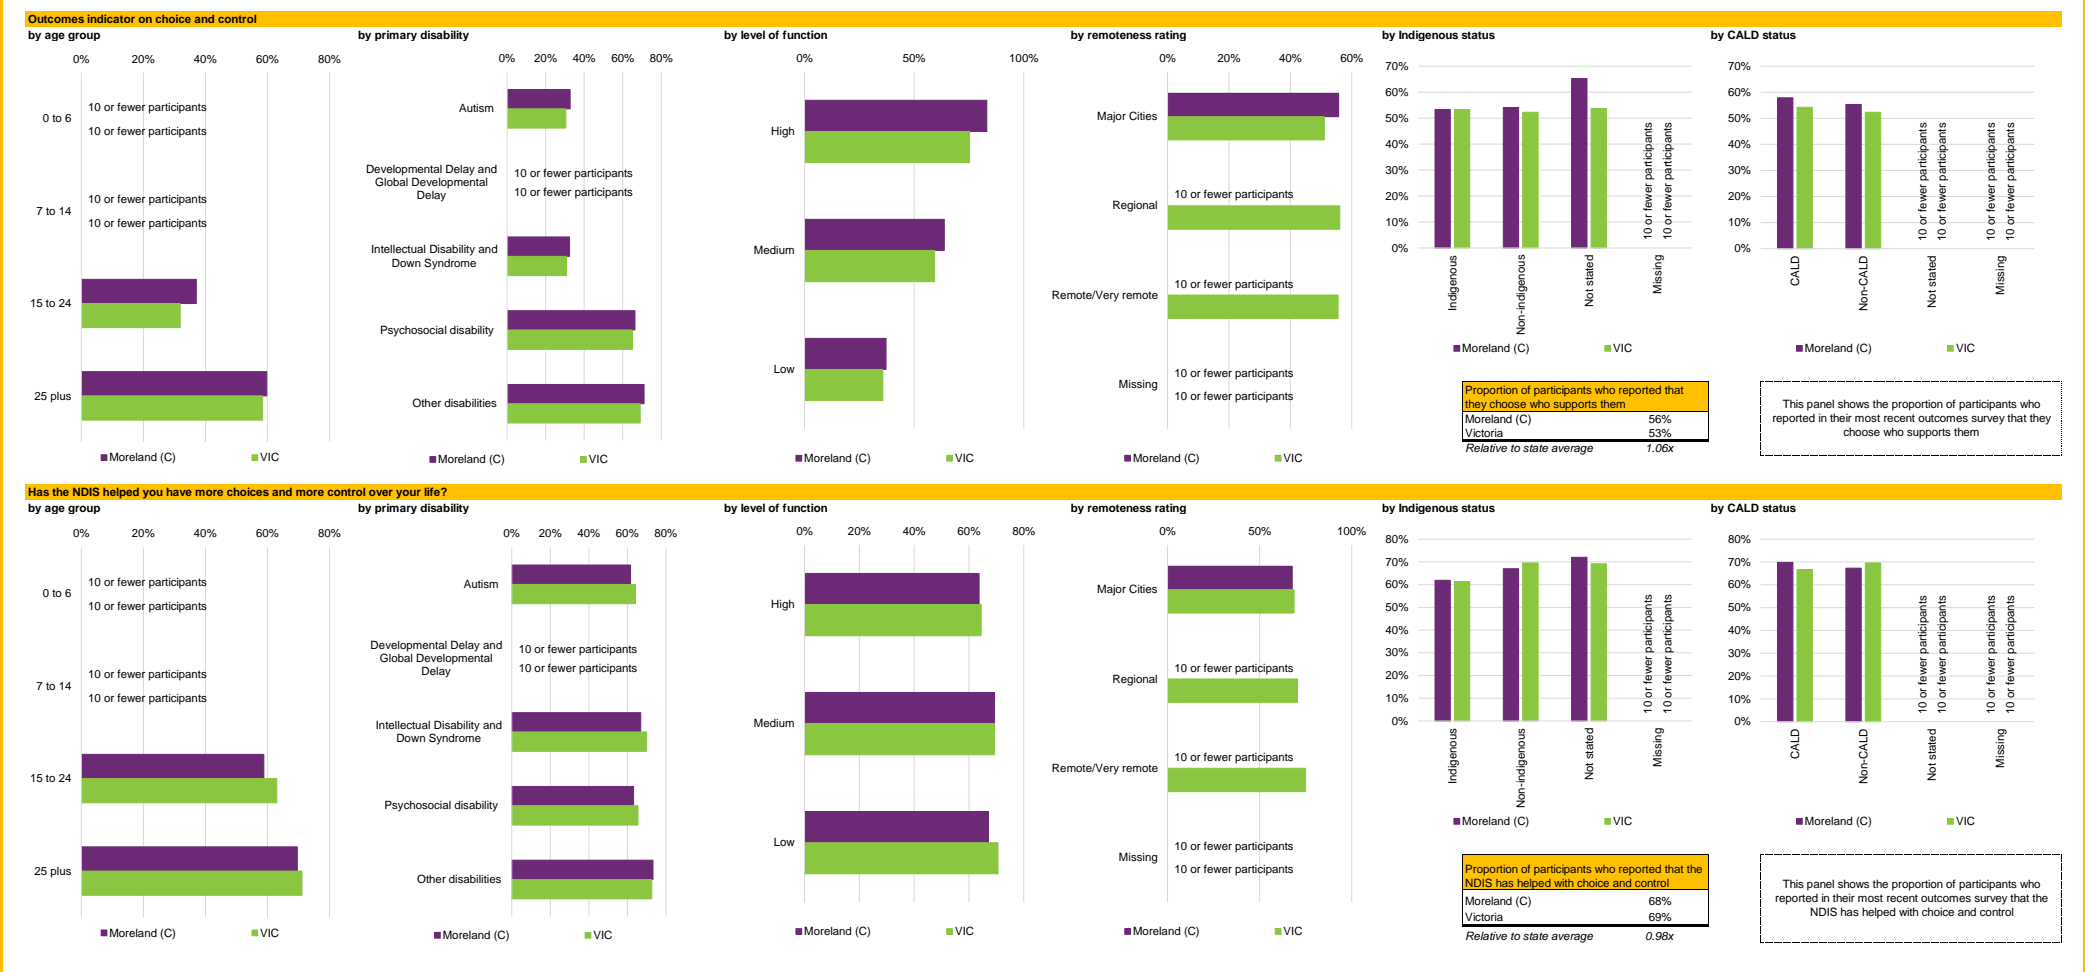 Outcomes indicator on choice and control
by age group
0% 20% 40% 60% 80%
0 to 6
10 or fewer participants
10 or fewer participants
7 to 14
10 or fewer participants
10 or fewer participants
15 to 24
25 plus
Moreland (C) VIC
by primary disability
0% 20% 40% 60% 80%
Autism
Developmental Delay and
Global Developmental
Delay
10 or fewer participants
10 or fewer participants
Intellectual Disability and
Down Syndrome
Psychosocial disability
Other disabilities
Moreland (C) VIC
by level of function
0% 50% 100%
High
Medium
Low
Moreland (C) VIC
by remoteness rating
0% 20% 40% 60%
Major Cities
Regional
10 or fewer participants
Remote/Very remote
10 or fewer participants
Missing
10 or fewer participants
10 or fewer participants
Moreland (C) VIC
by Indigenous status
70%
60%
50%
40%
30%
20%
10%
0%
10 or fewer participants
10 or fewer participants
Indigenous
Non-indigenous
Not stated
Missing
Moreland (C) VIC
by CALD status
70%
60%
50%
40%
30%
20%
10%
0%
10 or fewer participants
10 or fewer participants
10 or fewer participants
10 or fewer participants
CALD
Non-CALD
Not stated
Missing
Moreland (C) VIC
Proportion of participants who reported that
they choose who supports them
Moreland (C) 56%
Victoria 53%
Relative to state average 1.06x
This panel shows the proportion of participants who
reported in their most recent outcomes survey that they
choose who supports them
Has the NDIS helped you have more choices and more control over your life?
by age group
0% 20% 40% 60% 80%
0 to 6
10 or fewer participants
10 or fewer participants
7 to 14
10 or fewer participants
10 or fewer participants
15 to 24
25 plus
Moreland (C) VIC
by primary disability
0% 20% 40% 60% 80%
Autism
Developmental Delay and
Global Developmental
Delay
10 or fewer participants
10 or fewer participants
Intellectual Disability and
Down Syndrome
Psychosocial disability
Other disabilities
Moreland (C) VIC
by level of function
0% 20% 40% 60% 80%
High
Medium
Low
Moreland (C) VIC
by remoteness rating
0% 50% 100%
Major Cities
Regional
10 or fewer participants
Remote/Very remote
10 or fewer participants
Missing
10 or fewer participants
10 or fewer participants
Moreland (C) VIC
by Indigenous status
80%
70%
60%
50%
40%
30%
20%
10%
0%
10 or fewer participants
10 or fewer participants
Indigenous
Non-indigenous
Not stated
Missing
Moreland (C) VIC
by CALD status
80%
70%
60%
50%
40%
30%
20%
10%
0%
10 or fewer participants
10 or fewer participants
10 or fewer participants
10 or fewer participants
CALD
Non-CALD
Not stated
Missing
Moreland (C) VIC
Proportion of participants who reported that the
NDIS has helped with choice and control
Moreland (C) 68%
Victoria 69%
Relative to state average 0.98x
This panel shows the proportion of participants who
reported in their most recent outcomes survey that the
NDIS has helped with choice and control